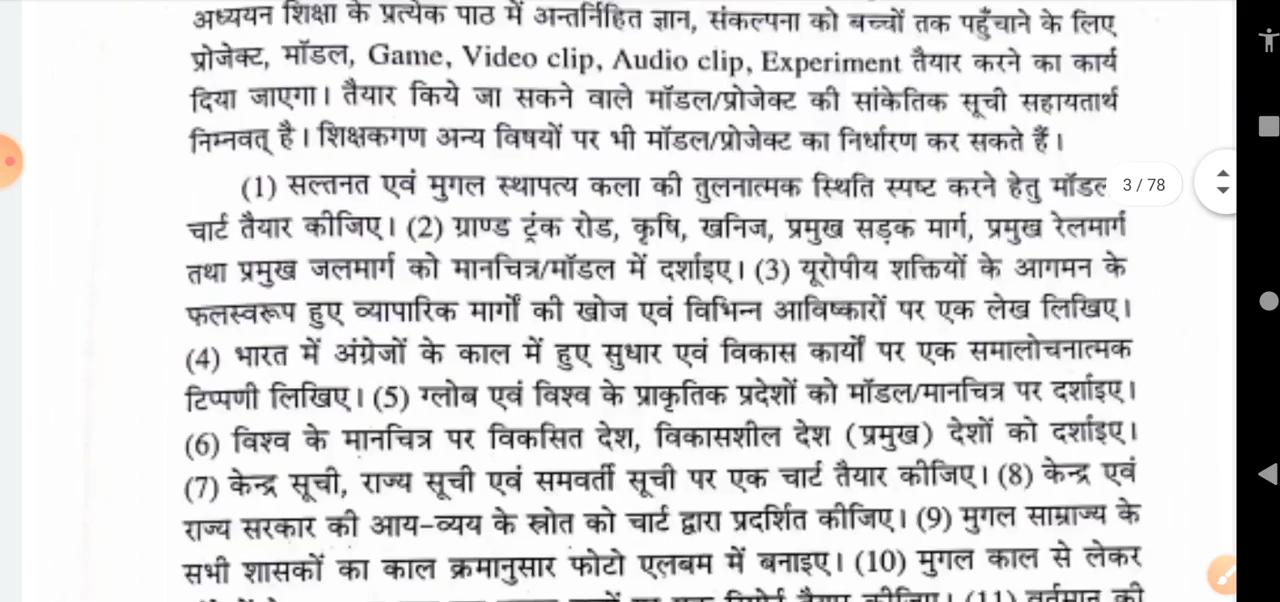 अध्ययन शिक्षा के प्रत्येक पाठ में अन्तर्निहित ज्ञान, संकल्पना को बच्चों तक पहुँचाने के लिए
प्रोजेक्ट, मॉडल, Game, Video clip, Audio clip, Experiment तैयार करने का कार्य
दिया जाएगा। तैयार किये जा सकने वाले मॉडल/प्रोजेक्ट की सांकेतिक सूची सहायतार्थ
निम्नवत् है। शिक्षकगण अन्य विषयों पर भी मॉडल/प्रोजेक्ट का निर्धारण कर सकते हैं।
(1) सल्तनत एवं मुगल स्थापत्य कला की तुलनात्मक स्थिति स्पष्ट करने हेतु मॉडल
3 / 78
चार्ट तैयार कीजिए। (2) ग्राण्ड ट्रंक रोड, कृषि, खनिज, प्रमुख सड़क मार्ग, प्रमुख रेलमार्ग
तथा प्रमुख जलमार्ग को मानचित्र/मॉडल में दर्शाइए। (3) यूरोपीय शक्तियों के आगमन के
फलस्वरूप हुए व्यापारिक मार्गों की खोज एवं विभिन्न आविष्कारों पर एक लेख लिखिए।
(4) भारत में अंग्रेजों के काल में हुए सुधार एवं विकास कार्यों पर एक समालोचनात्मक
टिप्पणी लिखिए। (5) ग्लोब एवं विश्व के प्राकृतिक प्रदेशों को मॉडल/मानचित्र पर दर्शाइए।
(6) विश्व के मानचित्र पर विकसित देश, विकासशील देश (प्रमुख) देशों को दर्शाइए।
(7) केन्द्र सूची, राज्य सूची एवं समवर्ती सूची पर एक चार्ट तैयार कीजिए। (8) केन्द्र एवं
राज्य सरकार की आय-व्यय के स्रोत को चार्ट द्वारा प्रदर्शित कीजिए। (9) मुगल साम्राज्य के
सभी शासकों का काल क्रमानुसार फोटो एलबम में बनाइए। (10) मुगल काल से लेकर
तैयार कीजिए। (11) वर्तमान की